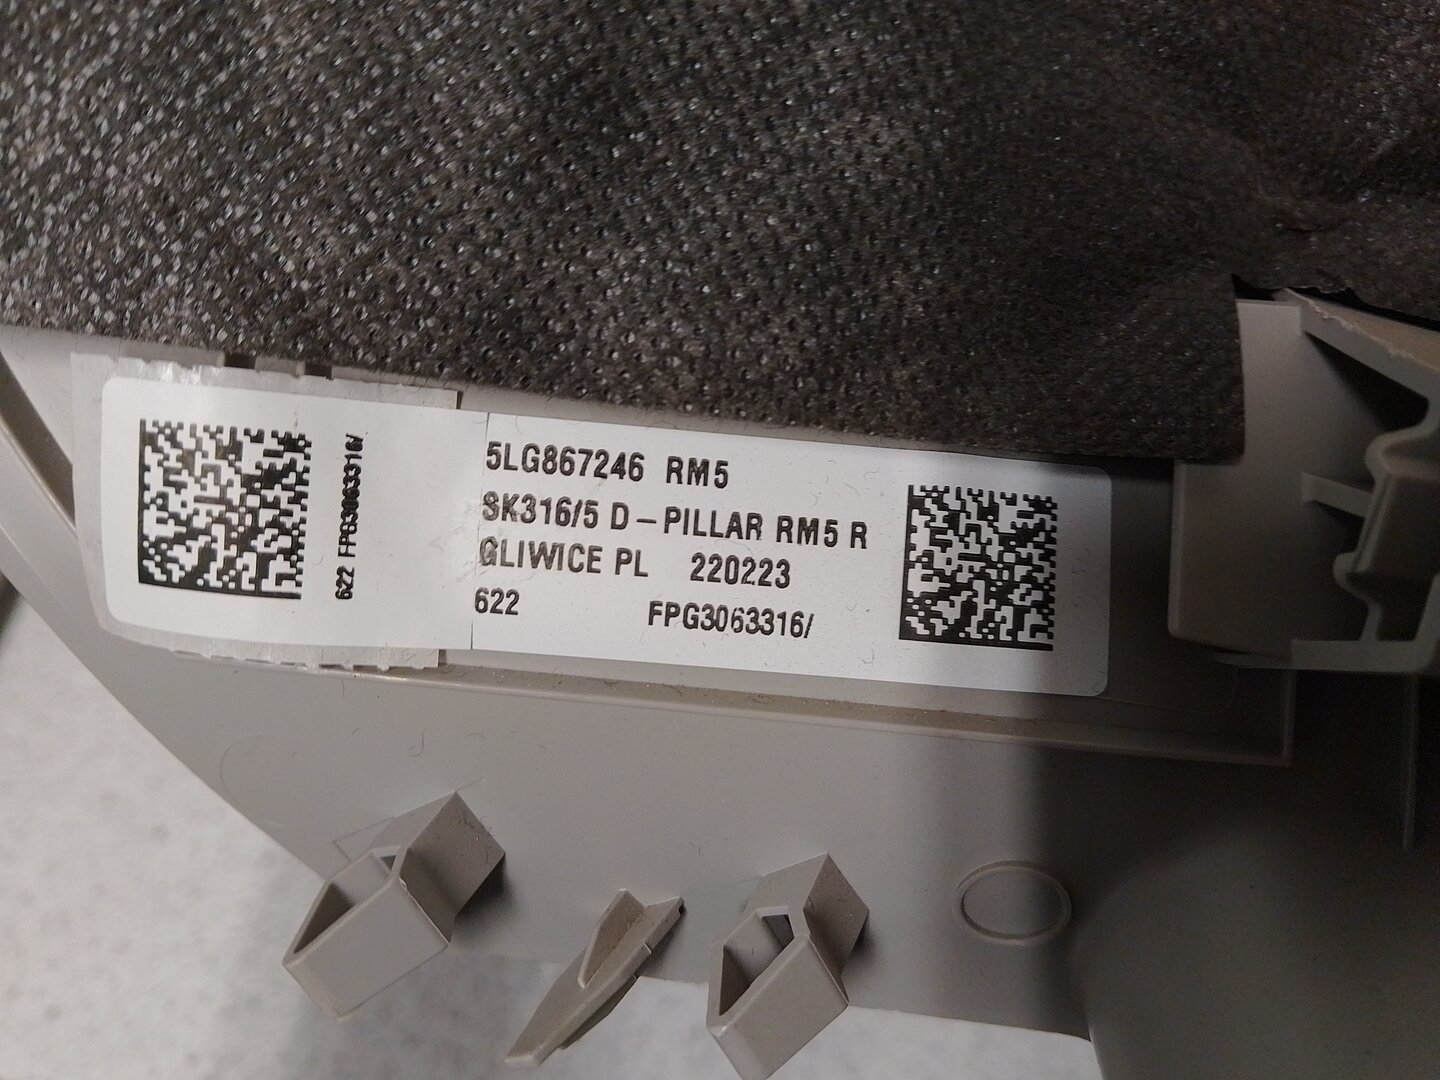 622 FPG3063316/
5LG867246 RM5
SK316/5 D-PILLAR RM5 R
GLIWICE PL 220223
622 FPG3063316/